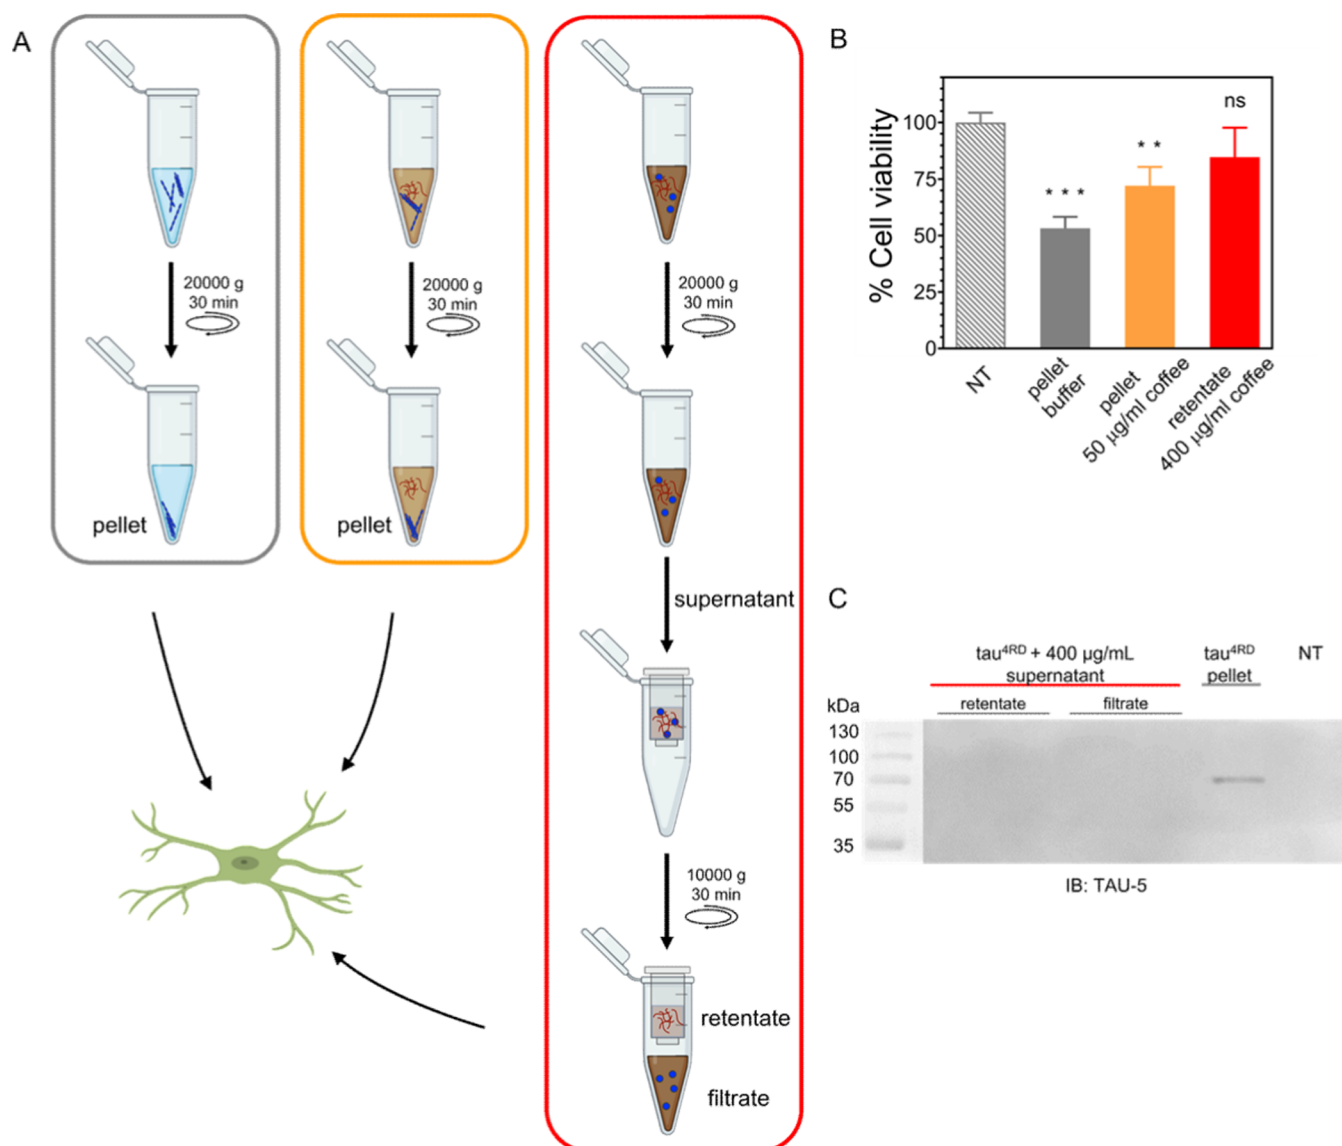 A
20000 g
30 min
pellet
20000 g
30 min
pellet
20000 g
30 min
supernatant
10000 g
30 min
retentate
filtrate
B
% Cell viability
100
75
50
25
0
* * *
* *
ns
NT
pellet
buffer
pellet
50 µg/ml coffee
retentate
400 µg/ml coffee
C
tau⁴ᴿᴰ + 400 µg/mL
supernatant
tau⁴ᴿᴰ
pellet
NT
retentate
filtrate
kDa
130
100
70
55
35
IB: TAU-5